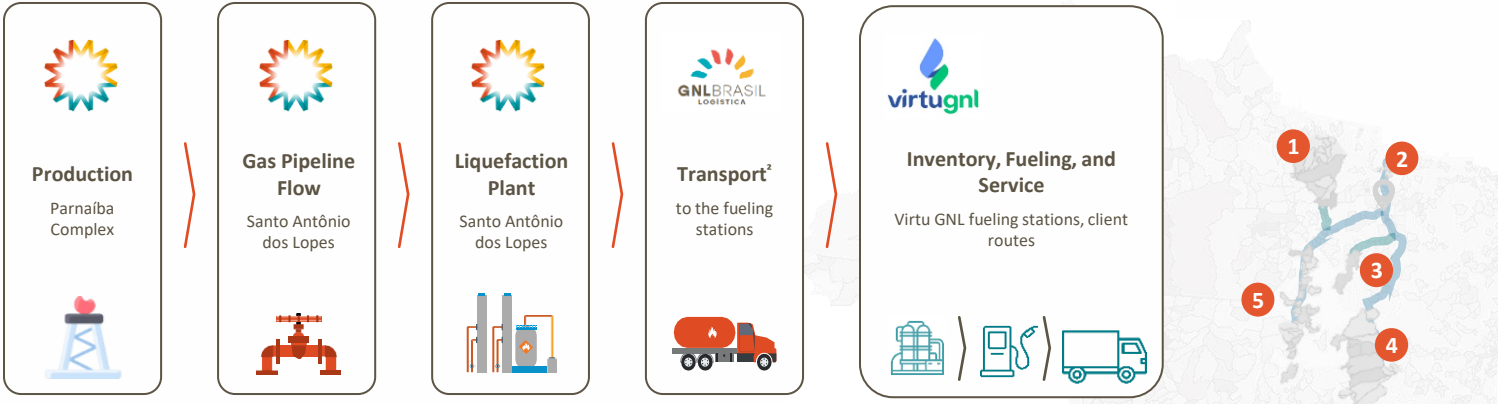 Production
Parnaíba
Complex
Gas Pipeline
Flow
Santo Antônio
dos Lopes
Liquefaction
Plant
Santo Antônio
dos Lopes
GNLBRASIL
LOGÍSTICA
Transport²
to the fueling
stations
virtugnl
Inventory, Fueling, and
Service
Virtu GNL fueling stations, client
routes
1
2
3
4
5